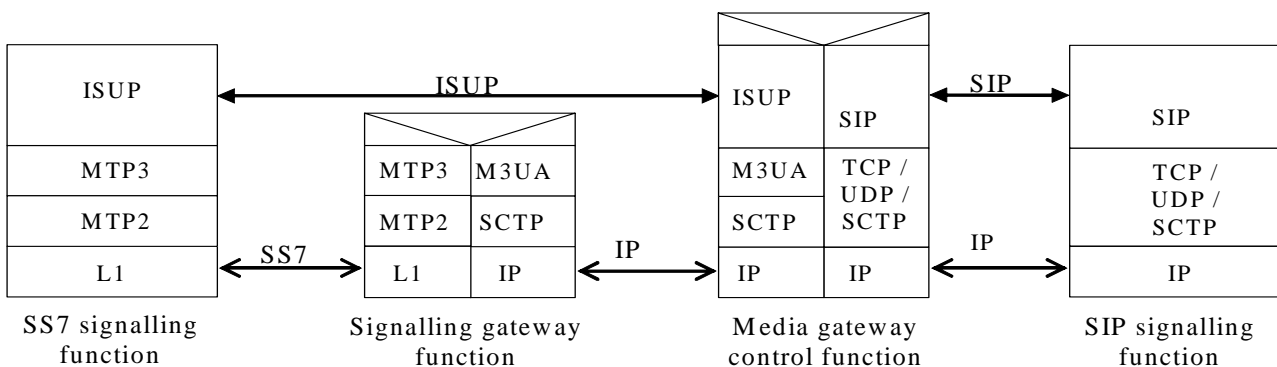 ISUP
MTP3
MTP2
L1
SS7 signalling
function
ISUP
SS7
MTP3
M3UA
MTP2
SCTP
L1
IP
Signalling gateway
function
IP
ISUP
SIP
M3UA
SCTP
TCP /
UDP /
SCTP
IP
IP
Media gateway
control function
SIP
IP
SIP
TCP /
UDP /
SCTP
IP
SIP signalling
function